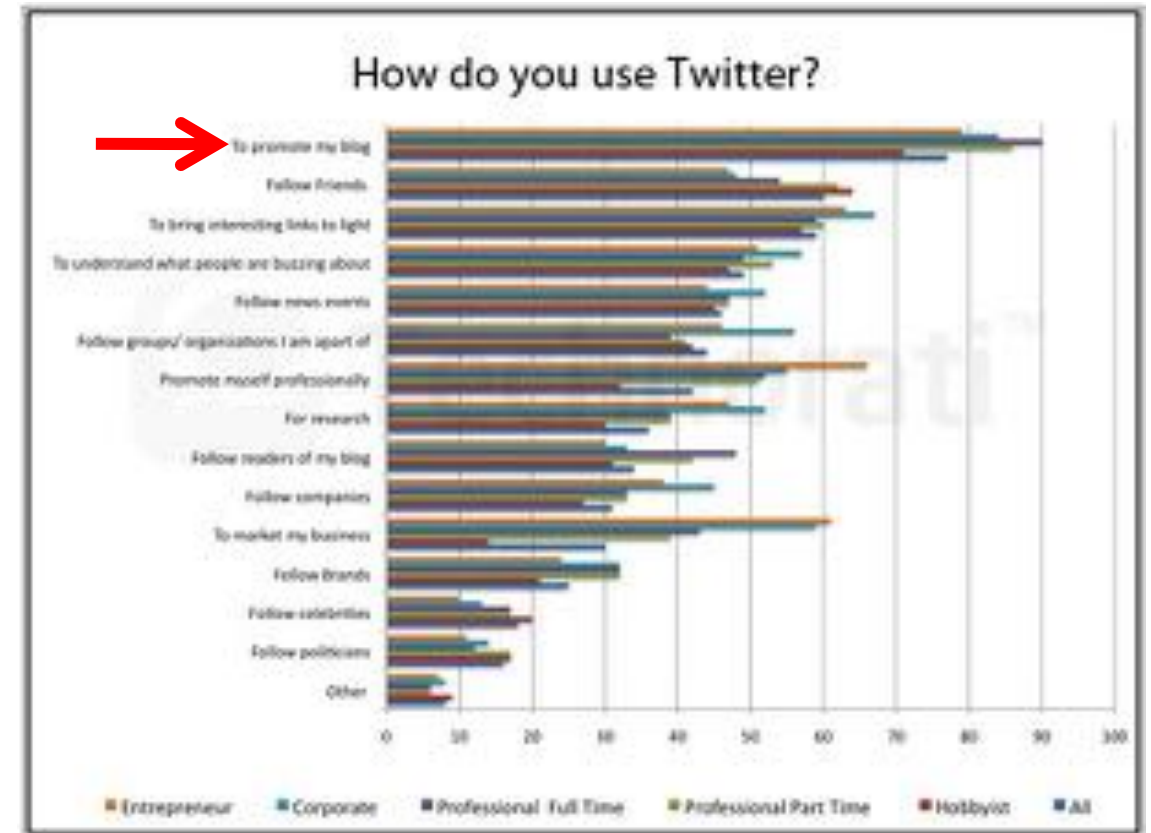 How do you use Twitter?
To promote my blog
Follow Friends
To bring interesting links to light
To understand what people are buzzing about
Follow news events
Follow groups/ organizations I am apart of
Promote myself professionally
For research
Follow readers of my blog
Follow companies
To market my business
Follow Brands
Follow celebrities
Follow politicians
Other
0 10 20 30 40 50 60 70 80 90 100
Entrepreneur Corporate Professional Full Time Professional Part Time Hobbyist All